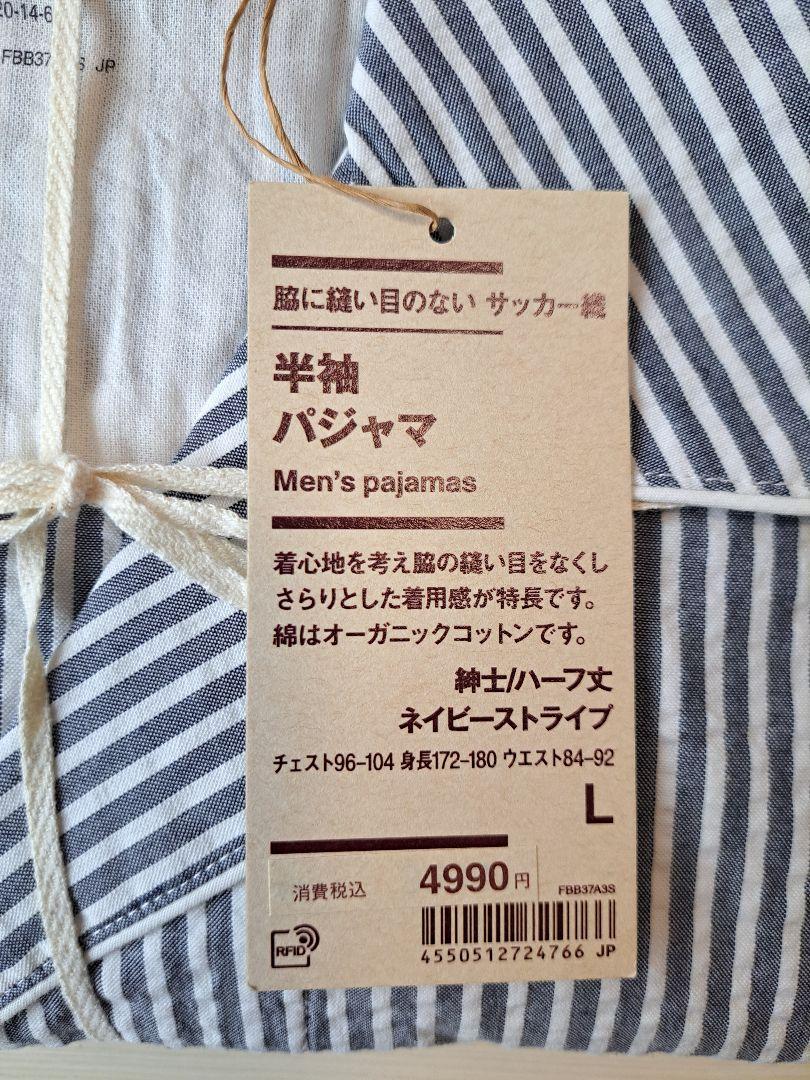 20-14-6
FBB37 S JP
脇に縫い目のない サッカー織
半袖
パジャマ
Men's pajamas
着心地を考え脇の縫い目をなくし
さらりとした着用感が特長です。
綿はオーガニックコットンです。
紳士/ハーフ丈
ネイビーストライプ
チェスト96-104 身長172-180 ウエスト84-92
L
消費税込 4990円
FBB37A3S
RFID
4550512724766 JP